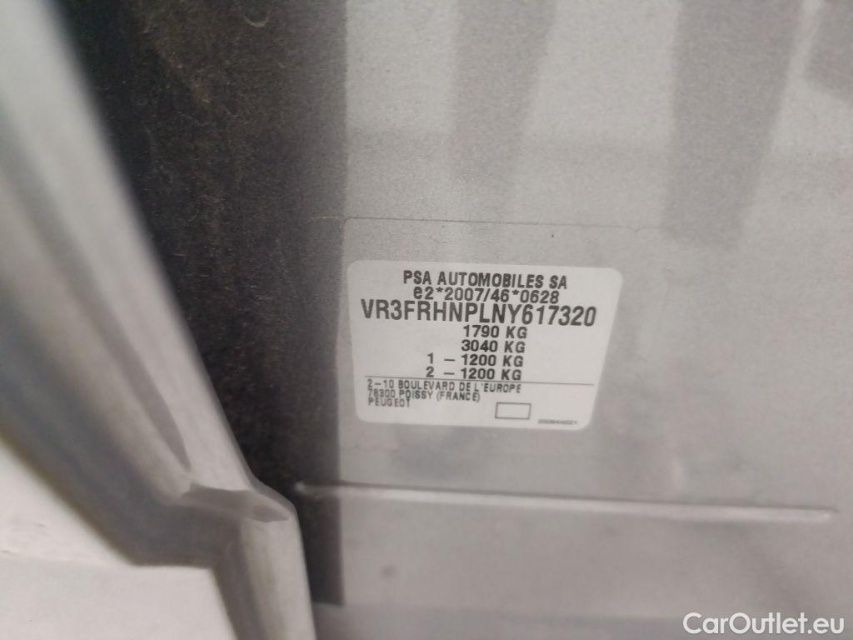 PSA AUTOMOBILES SA
e2*2007/46*0628
VR3FRHNPLNY617320
1790 KG
3040 KG
1 - 1200 KG
2 - 1200 KG
2-10 BOULEVARD DE L'EUROPE
78300 POISSY (FRANCE)
PEUGEOT
CarOutlet.eu